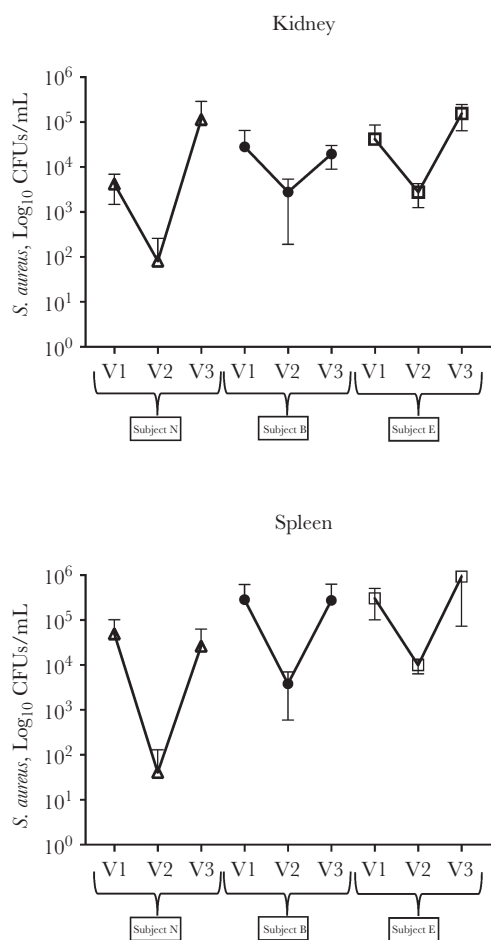 Kidney
S. aureus, Log₁₀ CFUs/mL
10⁶
10⁵
10⁴
10³
10²
10¹
10⁰
V1 V2 V3 V1 V2 V3 V1 V2 V3
Subject N Subject B Subject E
Spleen
S. aureus, Log₁₀ CFUs/mL
10⁶
10⁵
10⁴
10³
10²
10¹
10⁰
V1 V2 V3 V1 V2 V3 V1 V2 V3
Subject N Subject B Subject E